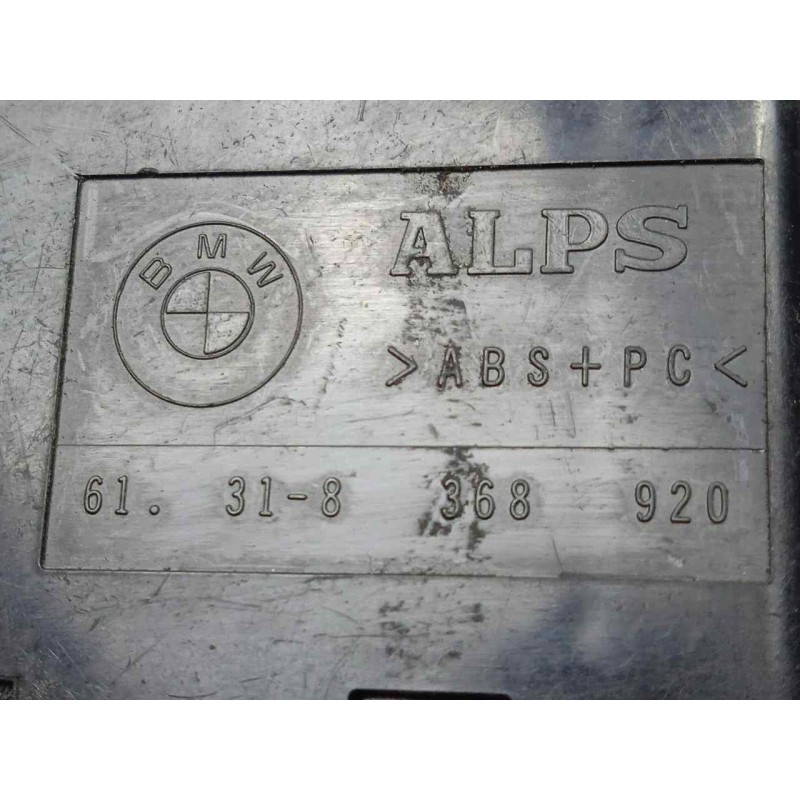 BMW
ALPS
>ABS+PC<
61. 31-8 368 920